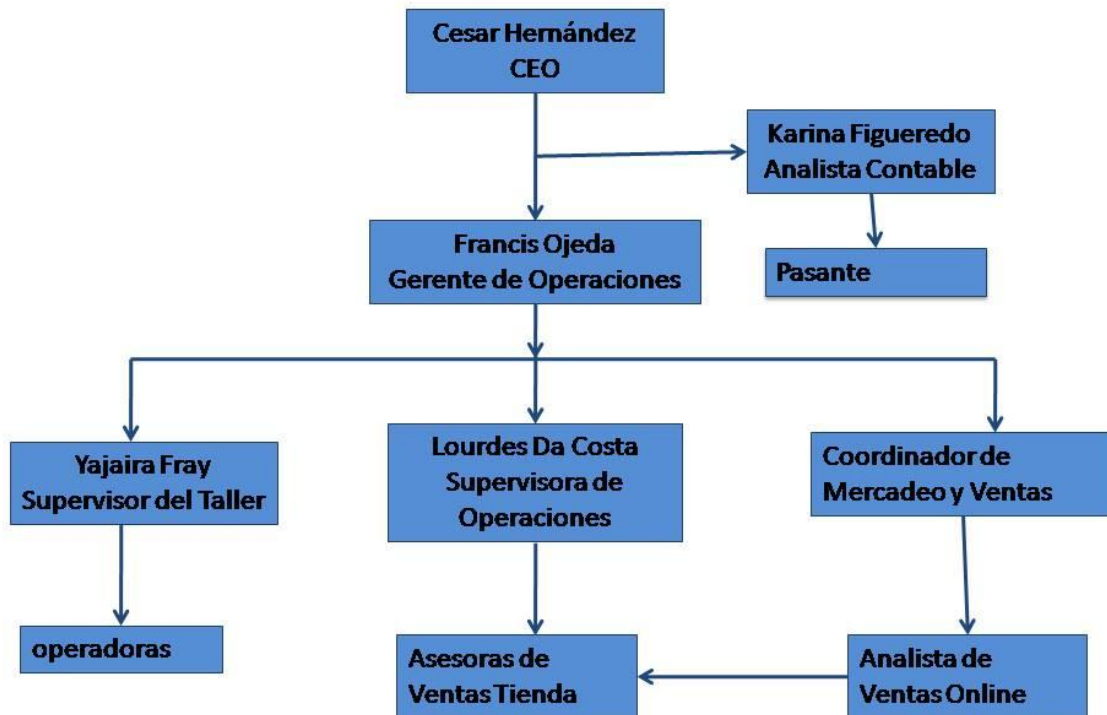 Cesar Hernández
CEO
Karina Figueredo
Analista Contable
Francis Ojeda
Gerente de Operaciones
Pasante
Yajaira Fray
Supervisor del Taller
Lourdes Da Costa
Supervisora de
Operaciones
Coordinador de
Mercadeo y Ventas
operadoras
Asesoras de
Ventas Tienda
Analista de
Ventas Online